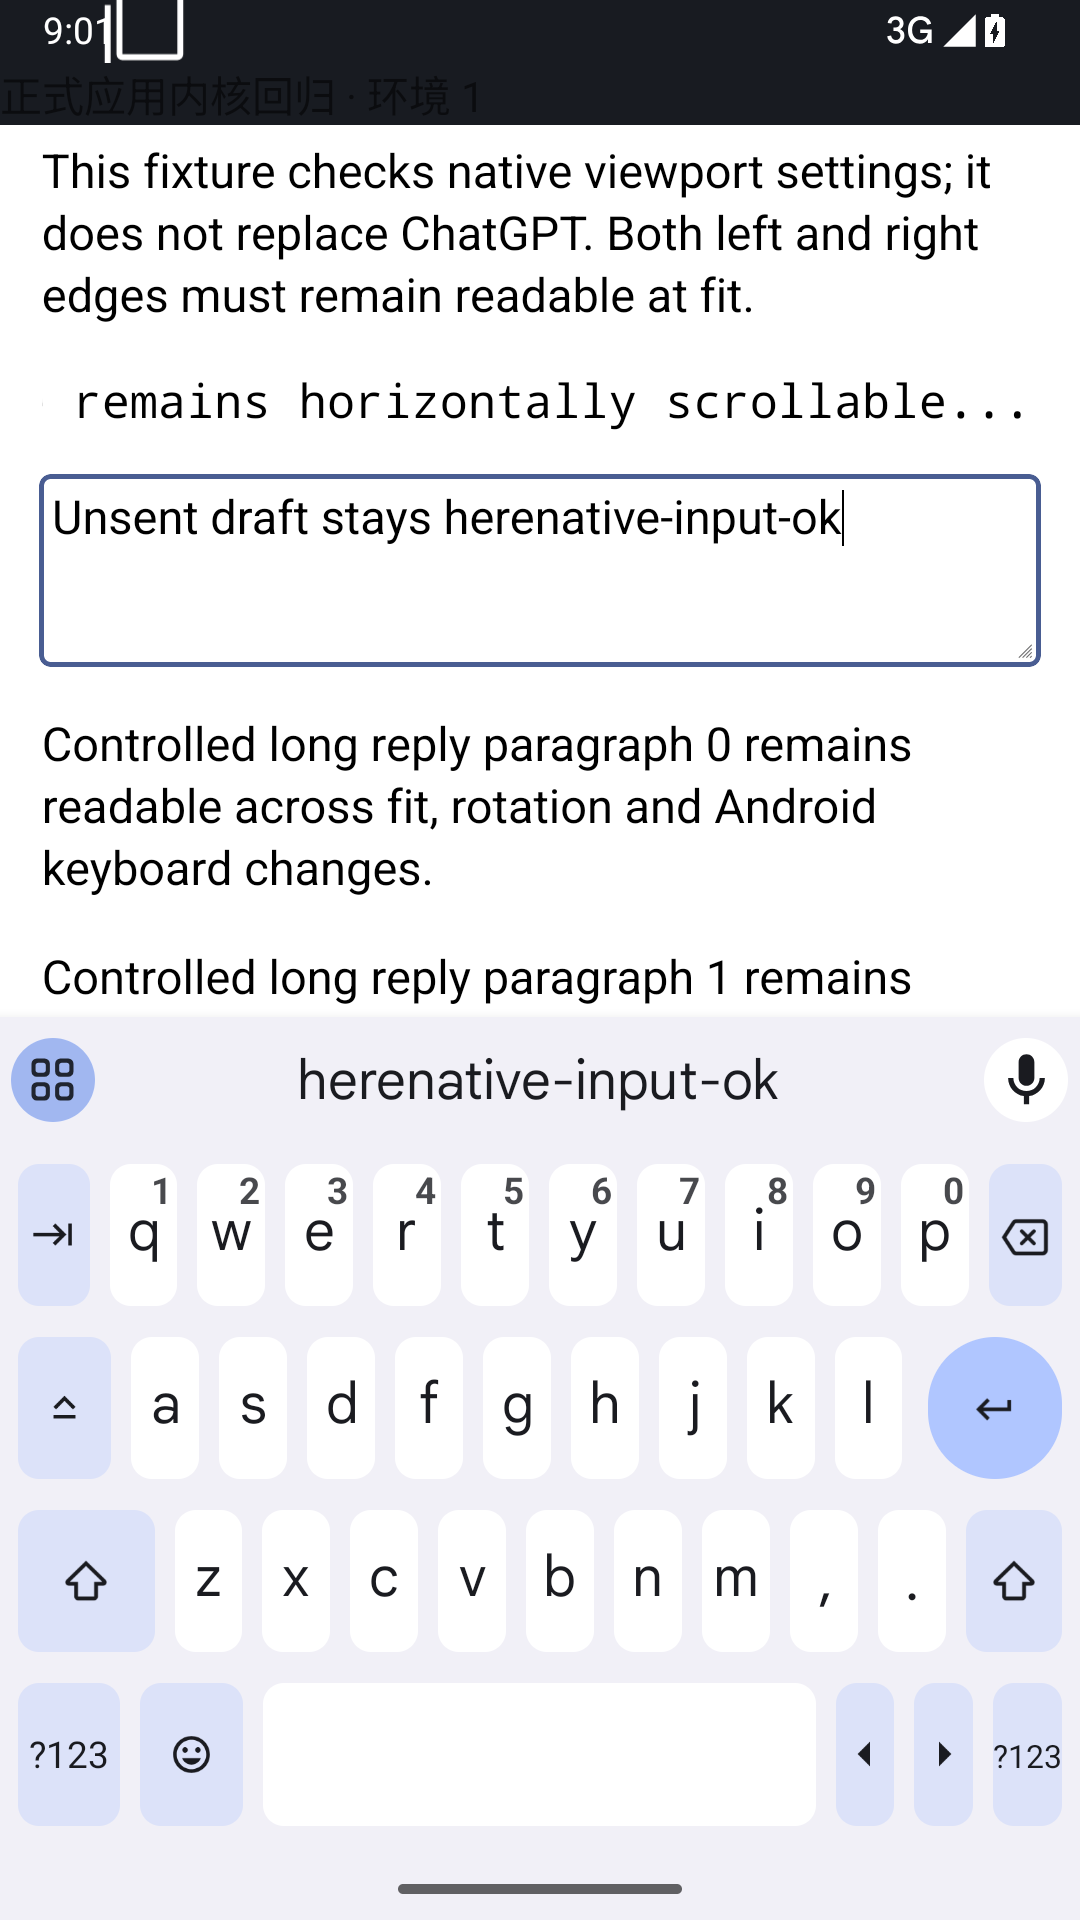 9:01
3G
正式应用内核回归 · 环境 1
This fixture checks native viewport settings; it
does not replace ChatGPT. Both left and right
edges must remain readable at fit.
remains horizontally scrollable...
Unsent draft stays herenative-input-ok
Controlled long reply paragraph 0 remains
readable across fit, rotation and Android
keyboard changes.
Controlled long reply paragraph 1 remains
herenative-input-ok
1 2 3 4 5 6 7 8 9 0
q w e r t y u i o p
a s d f g h j k l
z x c v b n m , .
?123 ?123